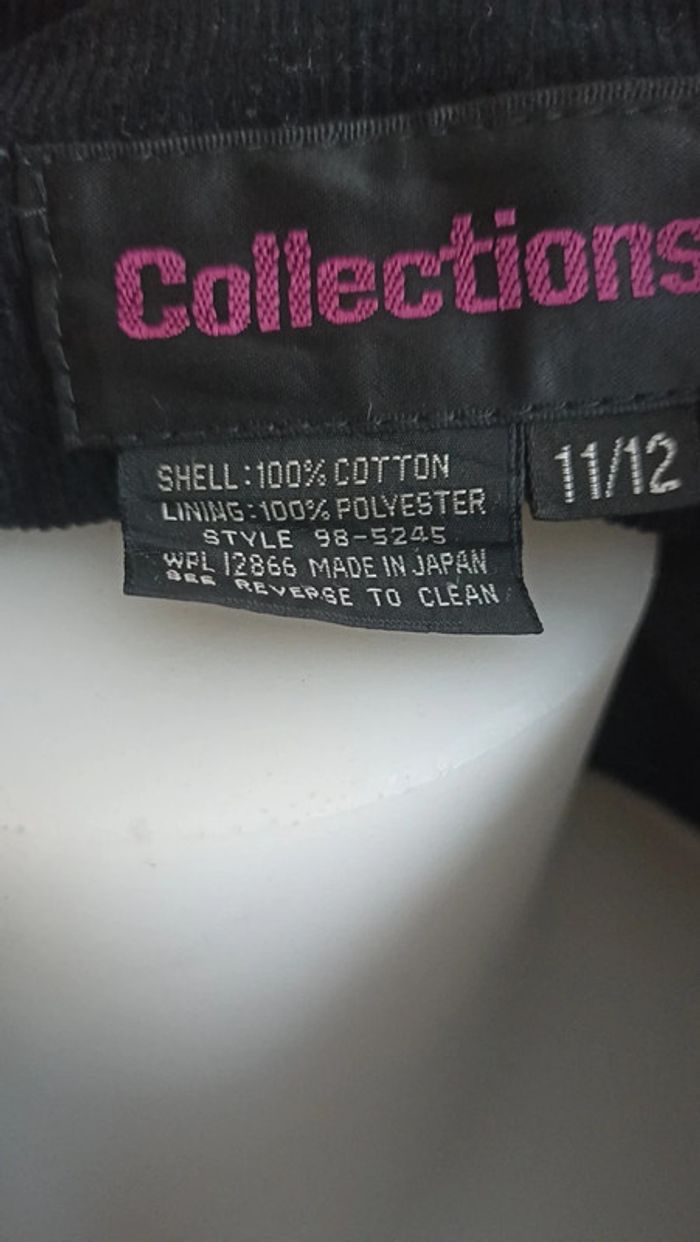 Collections
11/12
SHELL:100% COTTON
LINING:100% POLYESTER
STYLE 98-5245
WPL 12866 MADE IN JAPAN
SEE REVERSE TO CLEAN